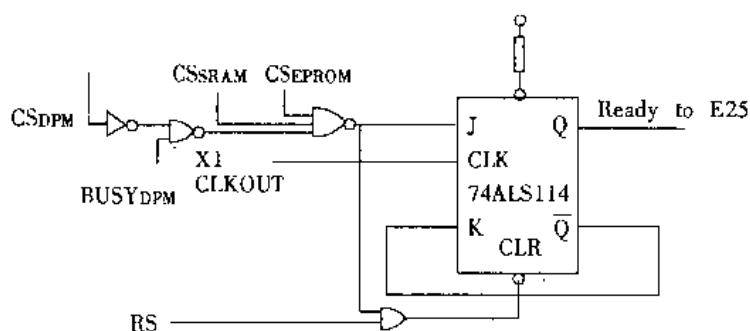 CSSRAM
CSEPROM
CSDPM
BUSYDPM
X1
CLKOUT
J
Q
Ready to E25
CLK
74ALS114
K
Q
CLR
RS